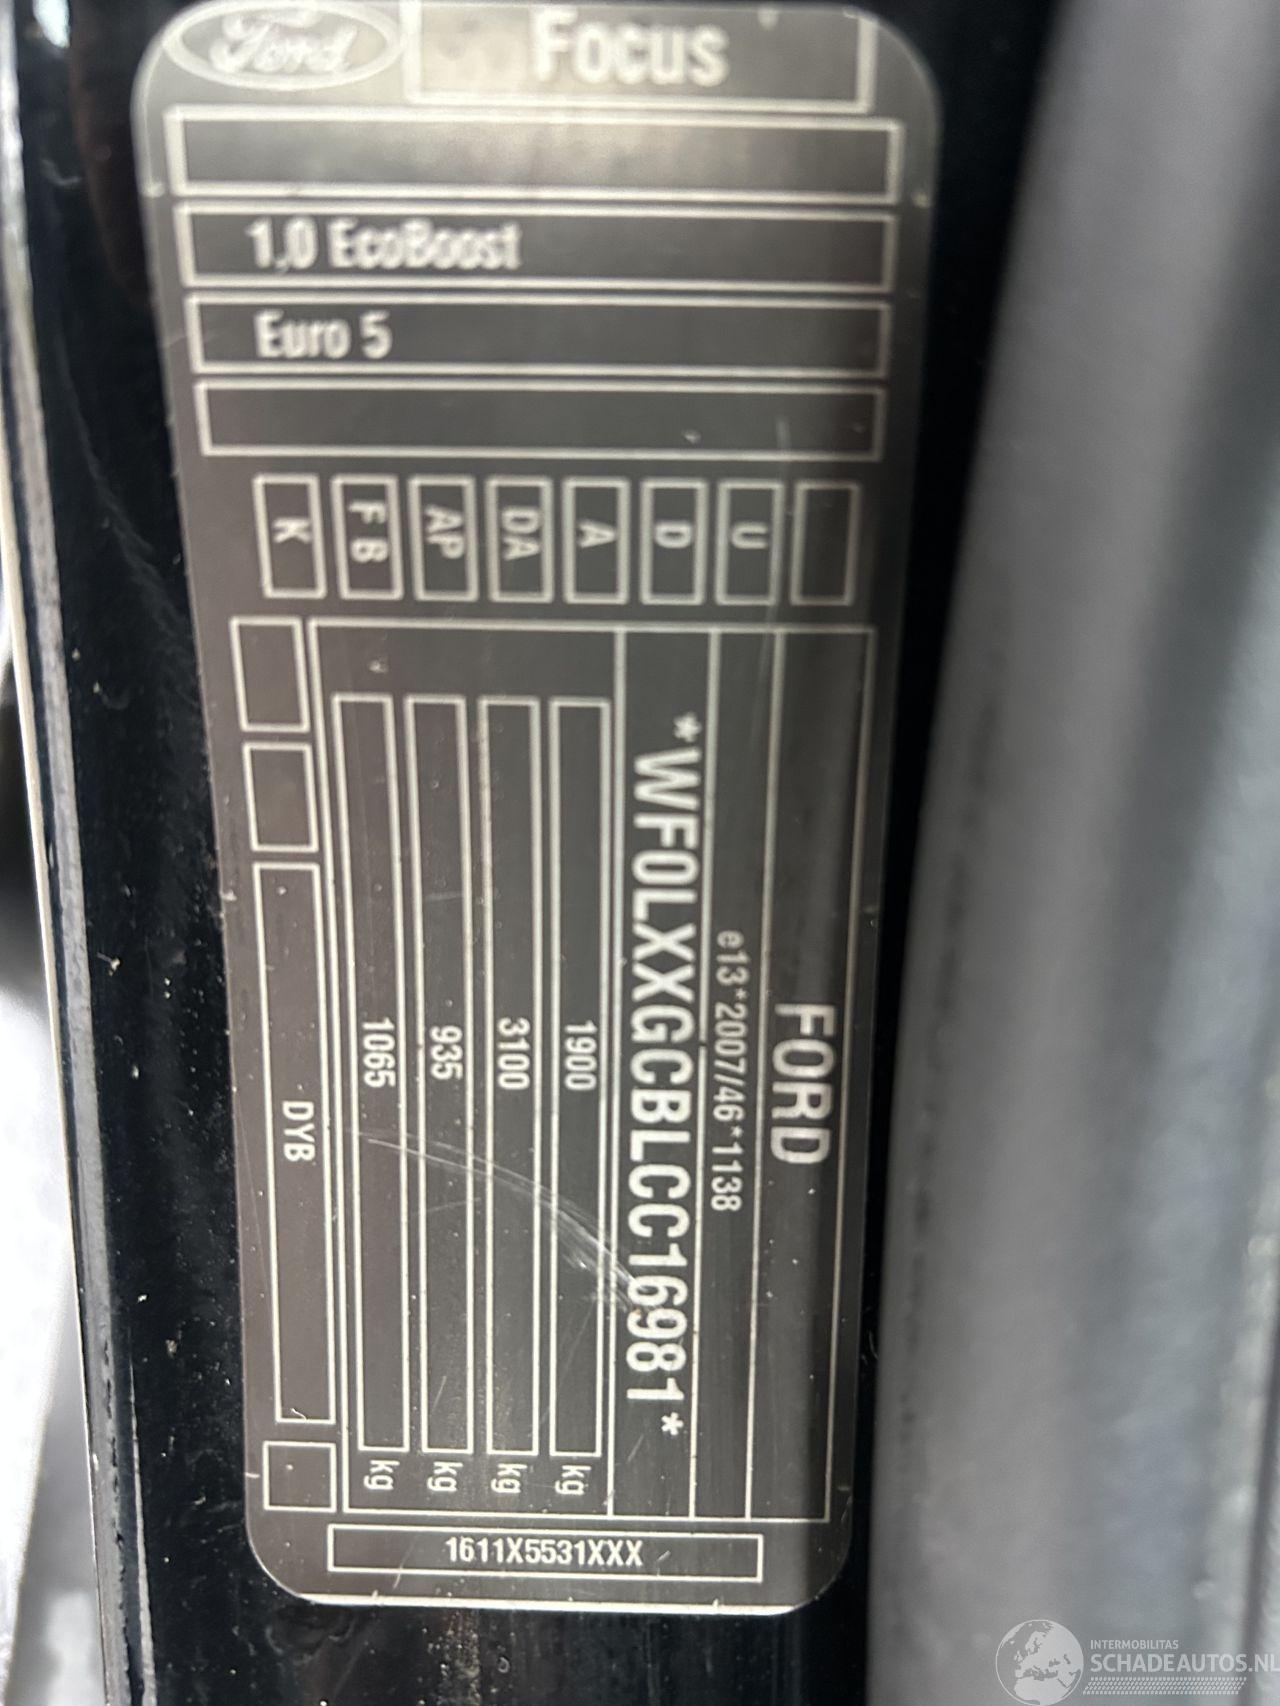 Ford
Focus
1,0 EcoBoost
Euro 5
U
D
A
DA
AP
F B
K
FORD
e13*2007/46*1138
*WF0LXXGCBLCC16981*
1900 kg
3100 kg
935 kg
1065 kg
DYB
1611X5531XXX
INTERMOBILITAS
SCHADEAUTOS.NL